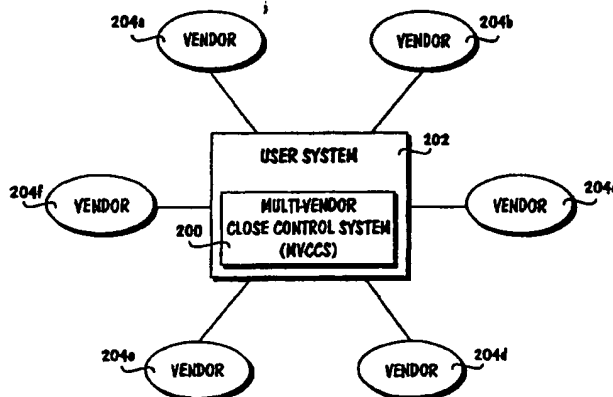 204a
VENDOR
204b
VENDOR
202
USER SYSTEM
204f
VENDOR
200
MULTI-VENDOR
CLOSE CONTROL SYSTEM
(MVCCS)
VENDOR
204e
VENDOR
204d
VENDOR